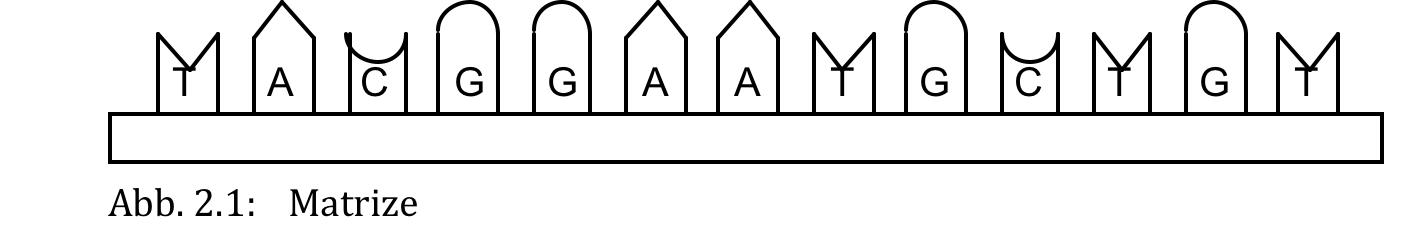 T A C G G A A T G C T G T
Abb. 2.1: Matrize